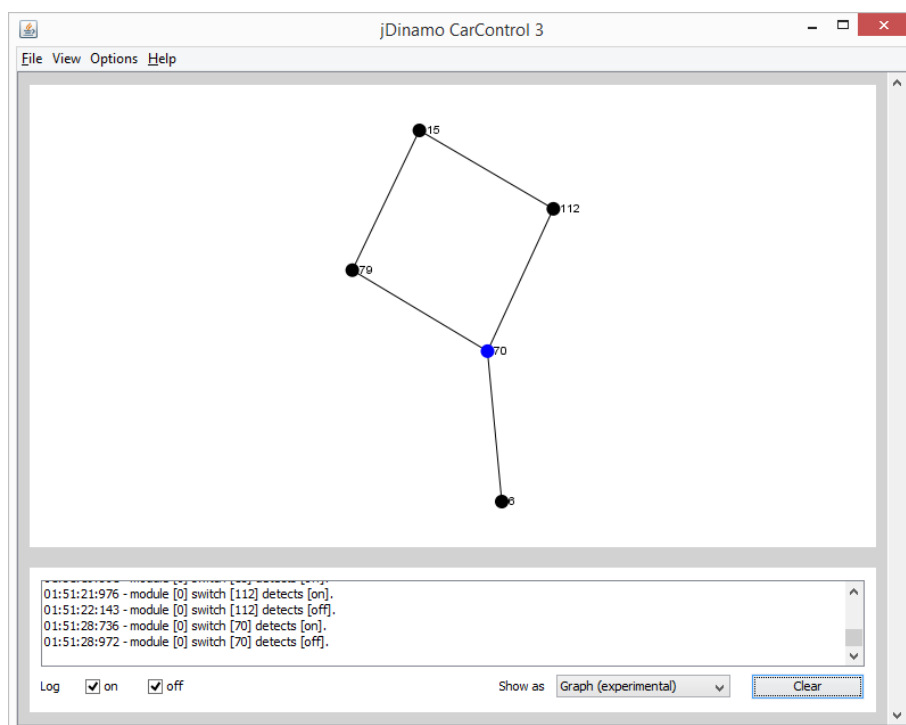 jDinamo CarControl 3
File View Options Help
15
112
79
70
6
01:51:21:976 - module [0] switch [112] detects [on].
01:51:22:143 - module [0] switch [112] detects [off].
01:51:28:736 - module [0] switch [70] detects [on].
01:51:28:972 - module [0] switch [70] detects [off].
Log on off Show as Graph (experimental) Clear